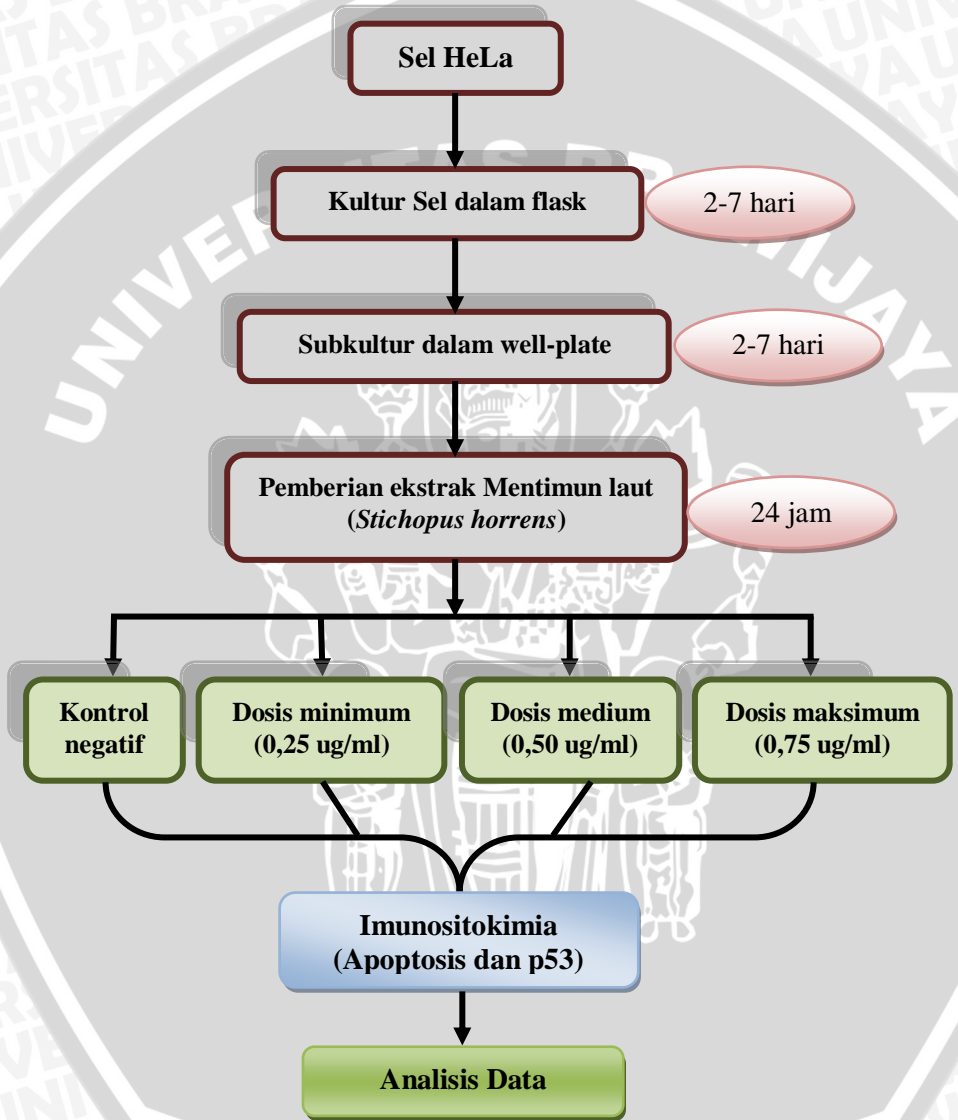 Sel HeLa
Kultur Sel dalam flask
2-7 hari
Subkultur dalam well-plate
2-7 hari
Pemberian ekstrak Mentimun laut
(Stichopus horrens)
24 jam
Kontrol
negatif
Dosis minimum
(0,25 ug/ml)
Dosis medium
(0,50 ug/ml)
Dosis maksimum
(0,75 ug/ml)
Imunositokimia
(Apoptosis dan p53)
Analisis Data
UNIVERSITAS BRAWIJAYA